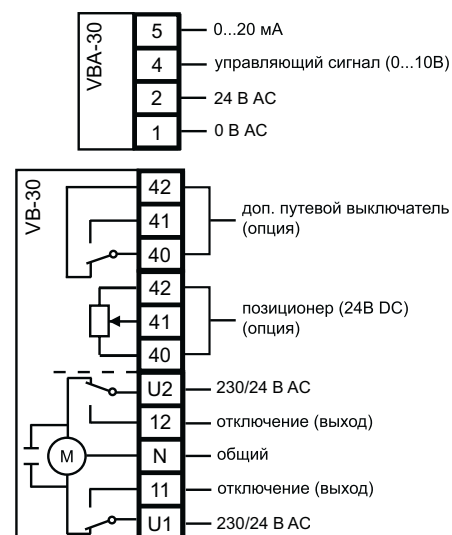 VBA-30
5 0...20 мА
4 управляющий сигнал (0...10В)
2 24 В AC
1 0 В AC
VB-30
42
41 доп. путевой выключатель
(опция)
40
42
41 позиционер (24В DC)
(опция)
40
U2 230/24 В AC
12 отключение (выход)
M N общий
11 отключение (выход)
U1 230/24 В AC